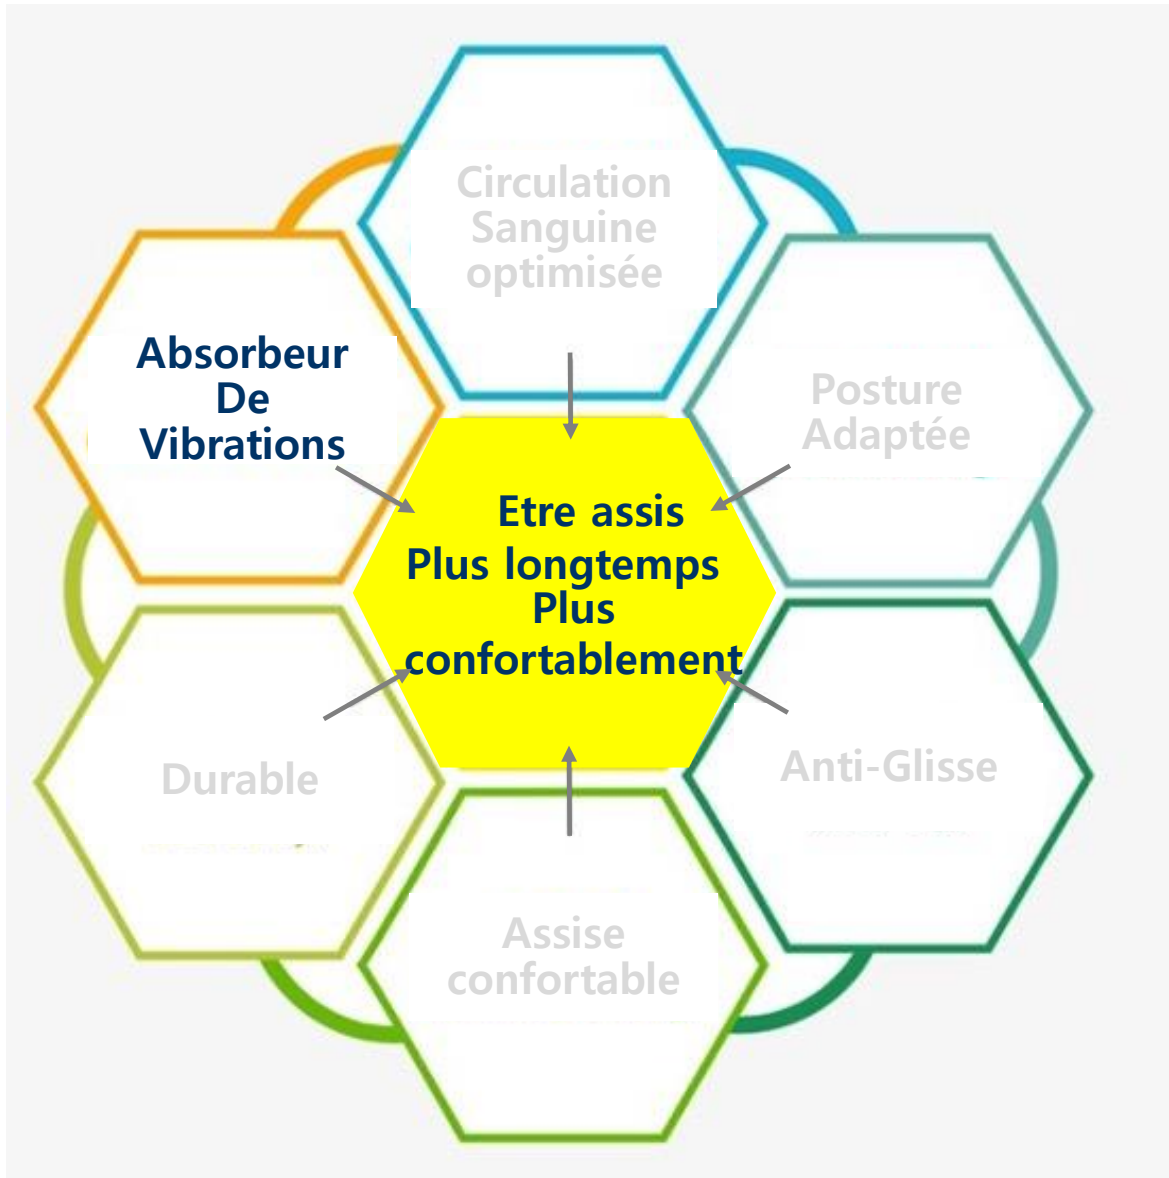 Circulation
Sanguine
optimisée
Absorbeur
De
Vibrations
Posture
Adaptée
Etre assis
Plus longtemps
Plus
confortablement
Durable
Anti-Glisse
Assise
confortable